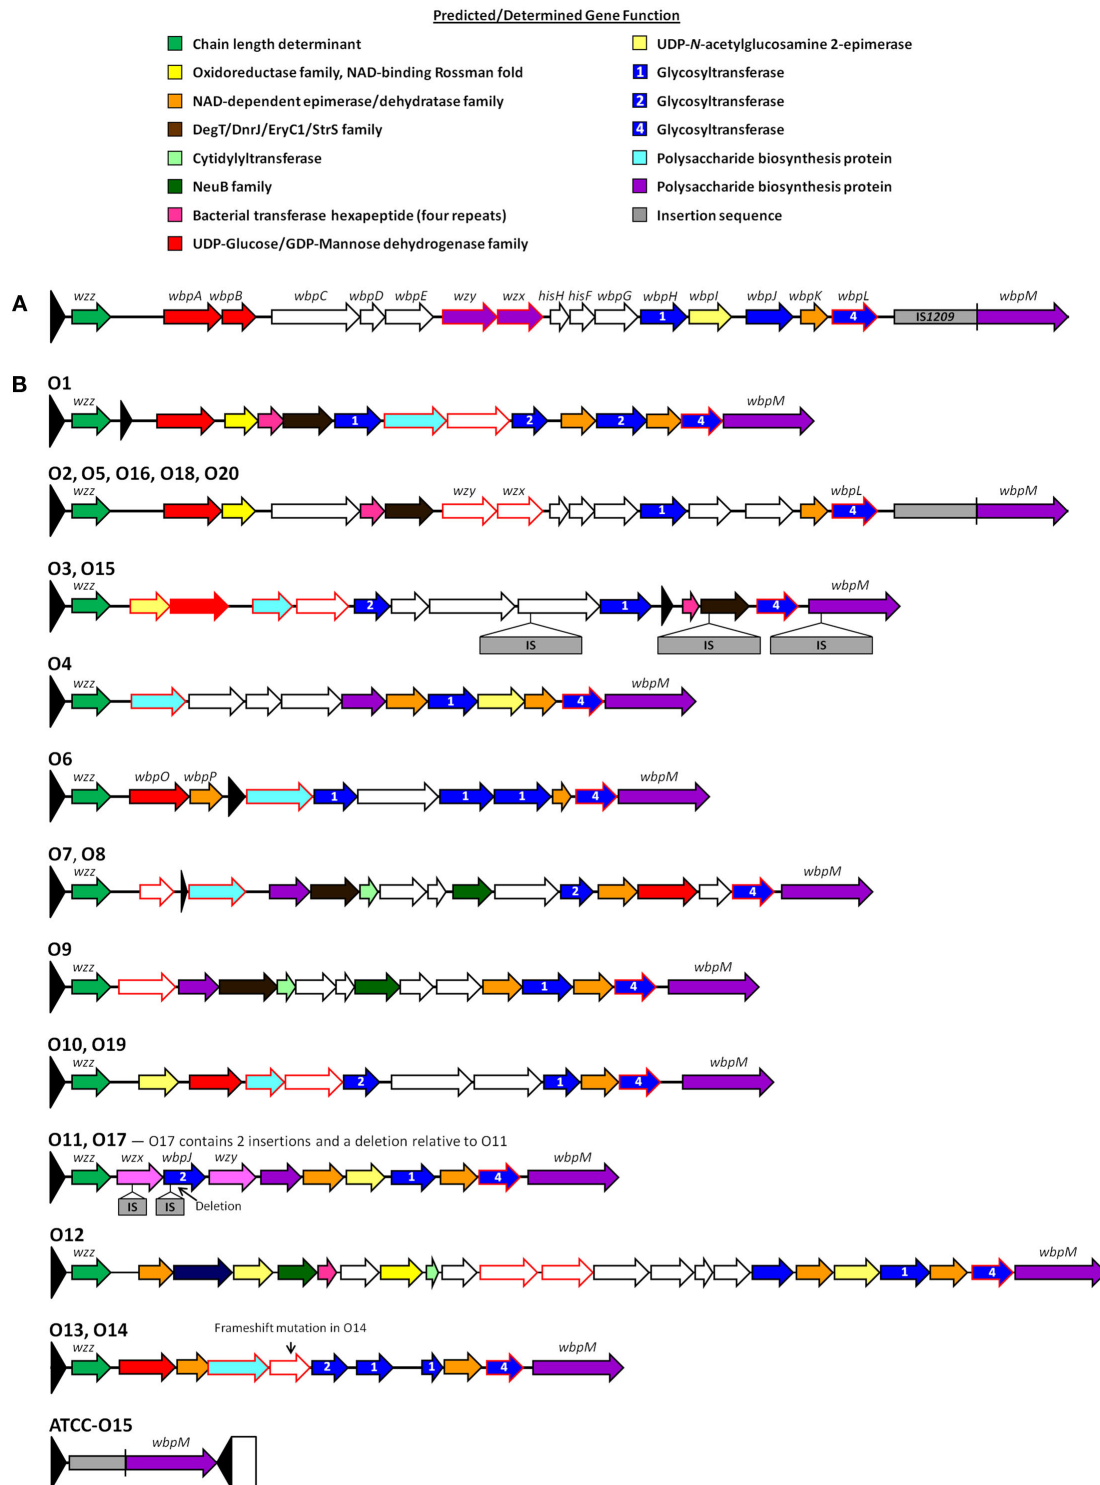 Predicted/Determined Gene Function
Chain length determinant
Oxidoreductase family, NAD-binding Rossman fold
NAD-dependent epimerase/dehydratase family
DegT/DnrJ/EryC1/StrS family
Cytidylyltransferase
NeuB family
Bacterial transferase hexapeptide (four repeats)
UDP-Glucose/GDP-Mannose dehydrogenase family
UDP-N-acetylglucosamine 2-epimerase
1 Glycosyltransferase
2 Glycosyltransferase
4 Glycosyltransferase
Polysaccharide biosynthesis protein
Polysaccharide biosynthesis protein
Insertion sequence
A
wzz wbpA wbpB wbpC wbpD wbpE wzy wzx hisH hisF wbpG wbpH wbpI wbpJ wbpK wbpL wbpM
1 4 IS1209
B
O1
wzz wbpM
1 2 2 4
O2, O5, O16, O18, O20
wzz wzy wzx wbpL wbpM
1 4
O3, O15
wzz wbpM
2 1 4
IS IS IS
O4
wzz wbpM
1 4
O6
wzz wbpO wbpP wbpM
1 1 1 4
O7, O8
wzz wbpM
2 4
O9
wzz wbpM
1 4
O10, O19
wzz wbpM
2 1 4
O11, O17 — O17 contains 2 insertions and a deletion relative to O11
wzz wzx wbpJ wzy wbpM
2 1 4
IS IS Deletion
O12
wzz wbpM
1 4
O13, O14
Frameshift mutation in O14
wzz wbpM
2 1 1 4
ATCC-O15
wbpM